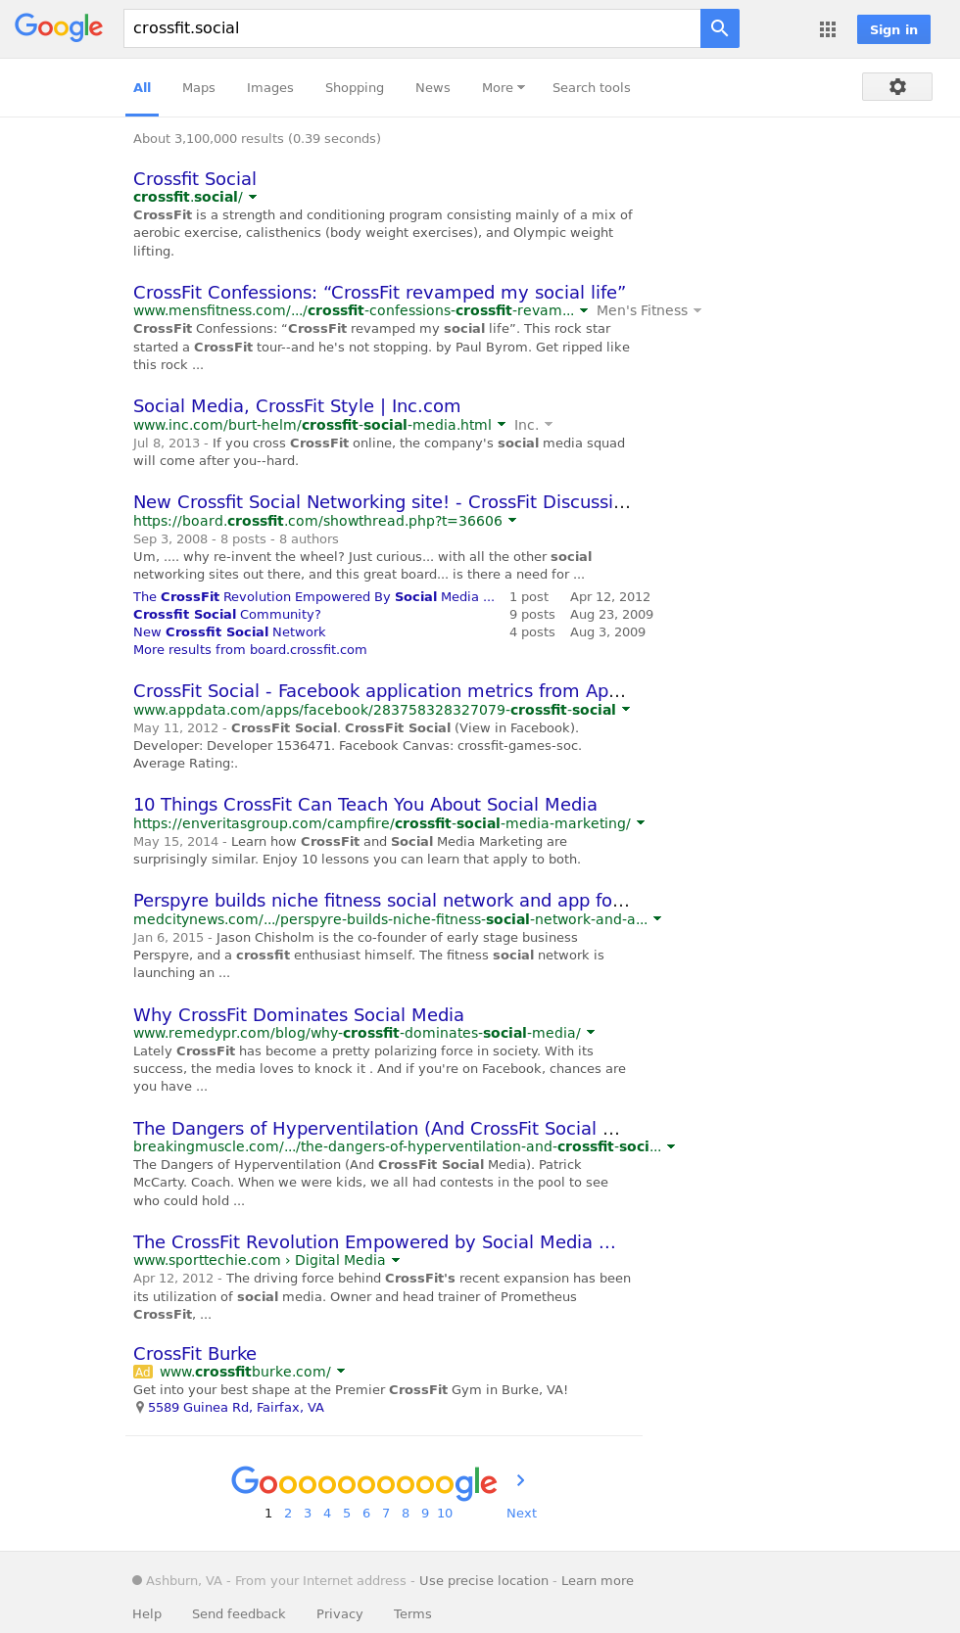 Google
crossfit.social
Sign in
All Maps Images Shopping News More Search tools
About 3,100,000 results (0.39 seconds)
Crossfit Social
crossfit.social/
CrossFit is a strength and conditioning program consisting mainly of a mix of
aerobic exercise, calisthenics (body weight exercises), and Olympic weight
lifting.
CrossFit Confessions: “CrossFit revamped my social life”
www.mensfitness.com/.../crossfit-confessions-crossfit-revam... Men's Fitness
CrossFit Confessions: “CrossFit revamped my social life”. This rock star
started a CrossFit tour--and he's not stopping. by Paul Byrom. Get ripped like
this rock ...
Social Media, CrossFit Style | Inc.com
www.inc.com/burt-helm/crossfit-social-media.html Inc.
Jul 8, 2013 - If you cross CrossFit online, the company's social media squad
will come after you--hard.
New Crossfit Social Networking site! - CrossFit Discussi...
https://board.crossfit.com/showthread.php?t=36606
Sep 3, 2008 - 8 posts - 8 authors
Um, .... why re-invent the wheel? Just curious... with all the other social
networking sites out there, and this great board... is there a need for ...
The CrossFit Revolution Empowered By Social Media ... 1 post Apr 12, 2012
Crossfit Social Community? 9 posts Aug 23, 2009
New Crossfit Social Network 4 posts Aug 3, 2009
More results from board.crossfit.com
CrossFit Social - Facebook application metrics from Ap...
www.appdata.com/apps/facebook/283758328327079-crossfit-social
May 11, 2012 - CrossFit Social. CrossFit Social (View in Facebook).
Developer: Developer 1536471. Facebook Canvas: crossfit-games-soc.
Average Rating:.
10 Things CrossFit Can Teach You About Social Media
https://enveritasgroup.com/campfire/crossfit-social-media-marketing/
May 15, 2014 - Learn how CrossFit and Social Media Marketing are
surprisingly similar. Enjoy 10 lessons you can learn that apply to both.
Perspyre builds niche fitness social network and app fo...
medcitynews.com/.../perspyre-builds-niche-fitness-social-network-and-a...
Jan 6, 2015 - Jason Chisholm is the co-founder of early stage business
Perspyre, and a crossfit enthusiast himself. The fitness social network is
launching an ...
Why CrossFit Dominates Social Media
www.remedypr.com/blog/why-crossfit-dominates-social-media/
Lately CrossFit has become a pretty polarizing force in society. With its
success, the media loves to knock it . And if you're on Facebook, chances are
you have ...
The Dangers of Hyperventilation (And CrossFit Social ...
breakingmuscle.com/.../the-dangers-of-hyperventilation-and-crossfit-soci...
The Dangers of Hyperventilation (And CrossFit Social Media). Patrick
McCarty. Coach. When we were kids, we all had contests in the pool to see
who could hold ...
The CrossFit Revolution Empowered by Social Media ...
www.sporttechie.com › Digital Media
Apr 12, 2012 - The driving force behind CrossFit's recent expansion has been
its utilization of social media. Owner and head trainer of Prometheus
CrossFit, ...
CrossFit Burke
Ad www.crossfitburke.com/
Get into your best shape at the Premier CrossFit Gym in Burke, VA!
5589 Guinea Rd, Fairfax, VA
Goooooooooogle
1 2 3 4 5 6 7 8 9 10 Next
Ashburn, VA - From your Internet address - Use precise location - Learn more
Help Send feedback Privacy Terms